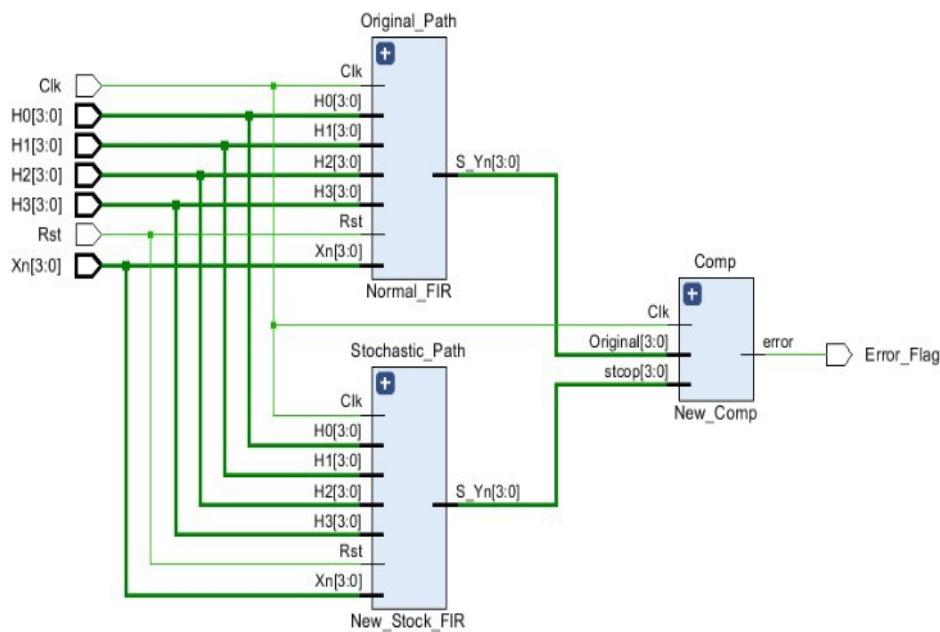 Original_Path
Clk
H0[3:0]
H1[3:0]
H2[3:0]
H3[3:0]
Rst
Xn[3:0]
Clk
H0[3:0]
H1[3:0]
H2[3:0]
H3[3:0]
Rst
Xn[3:0]
S_Yn[3:0]
Normal_FIR
Stochastic_Path
Clk
H0[3:0]
H1[3:0]
H2[3:0]
H3[3:0]
Rst
Xn[3:0]
S_Yn[3:0]
New_Stock_FIR
Comp
Clk
Original[3:0]
stcop[3:0]
error
New_Comp
Error_Flag